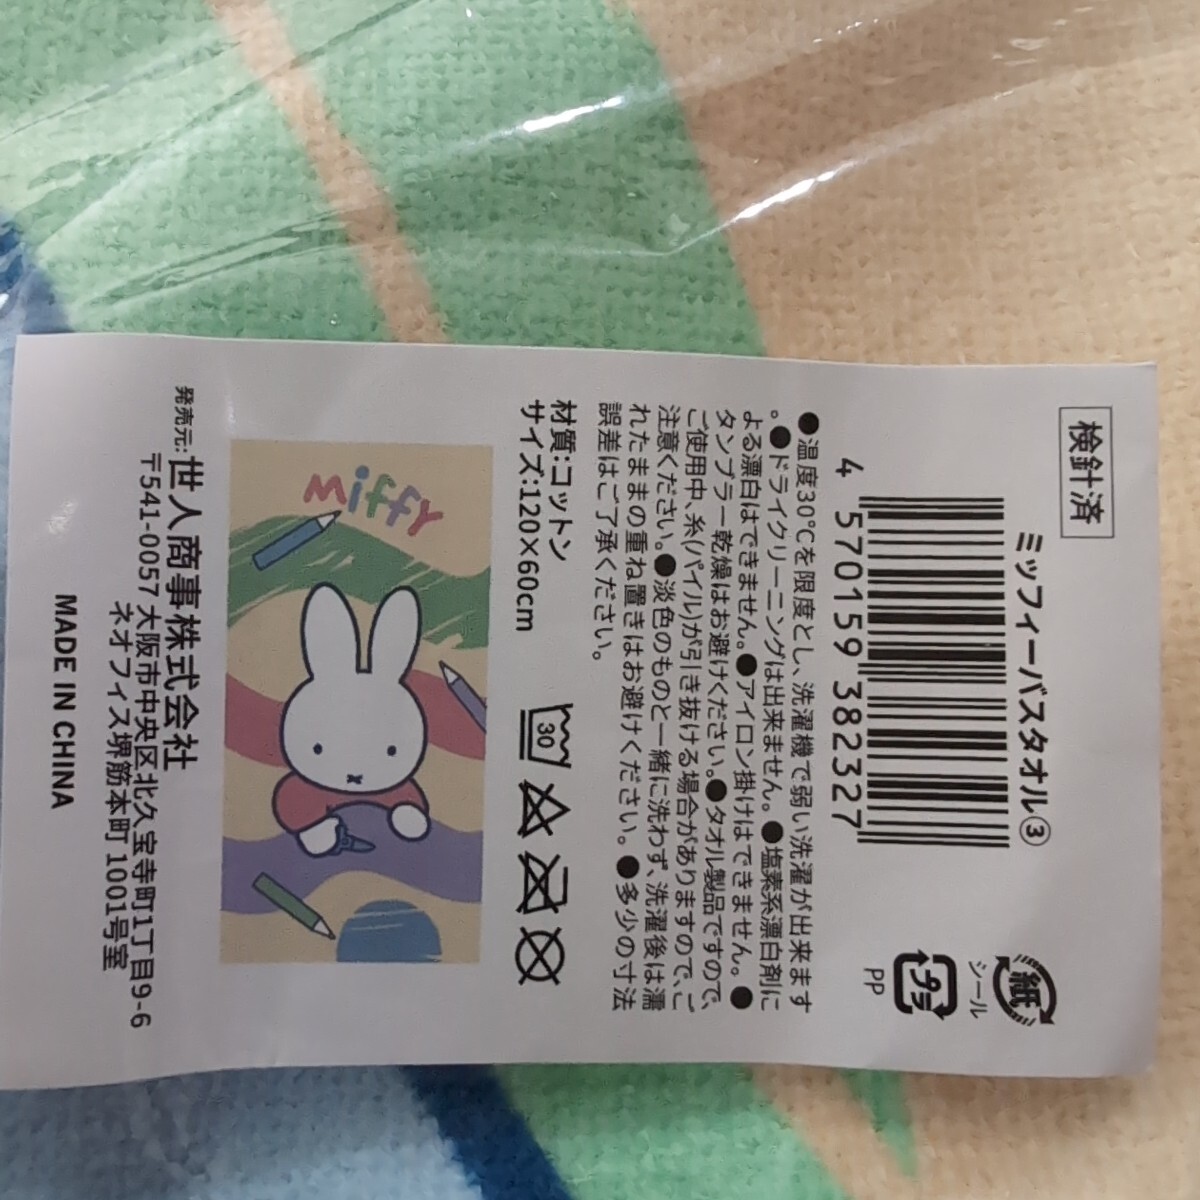 検針済
ミッフィーバスタオル③
4 570159 382327
紙
シール
プラ
PP
●温度30℃を限度とし、洗濯機で弱い洗濯が出来ます
。●ドライクリーニングは出来ません。●塩素系漂白剤に
よる漂白はできません。●アイロン掛けはできません。●
タンブラー乾燥はお避けください。●タオル製品ですので、
ご使用中、糸(パイル)が引き抜ける場合がありますので、ご
注意ください。●淡色のものと一緒に洗わず、洗濯後は濡
れたままの重ね置きはお避けください。●多少の寸法
誤差はご了承ください。
材質:コットン
サイズ:120×60cm
30
miffy
発売元:世人商事株式会社
〒541-0057 大阪市中央区北久宝寺町1丁目9-6
ネオフィス堺筋本町 1001号室
MADE IN CHINA